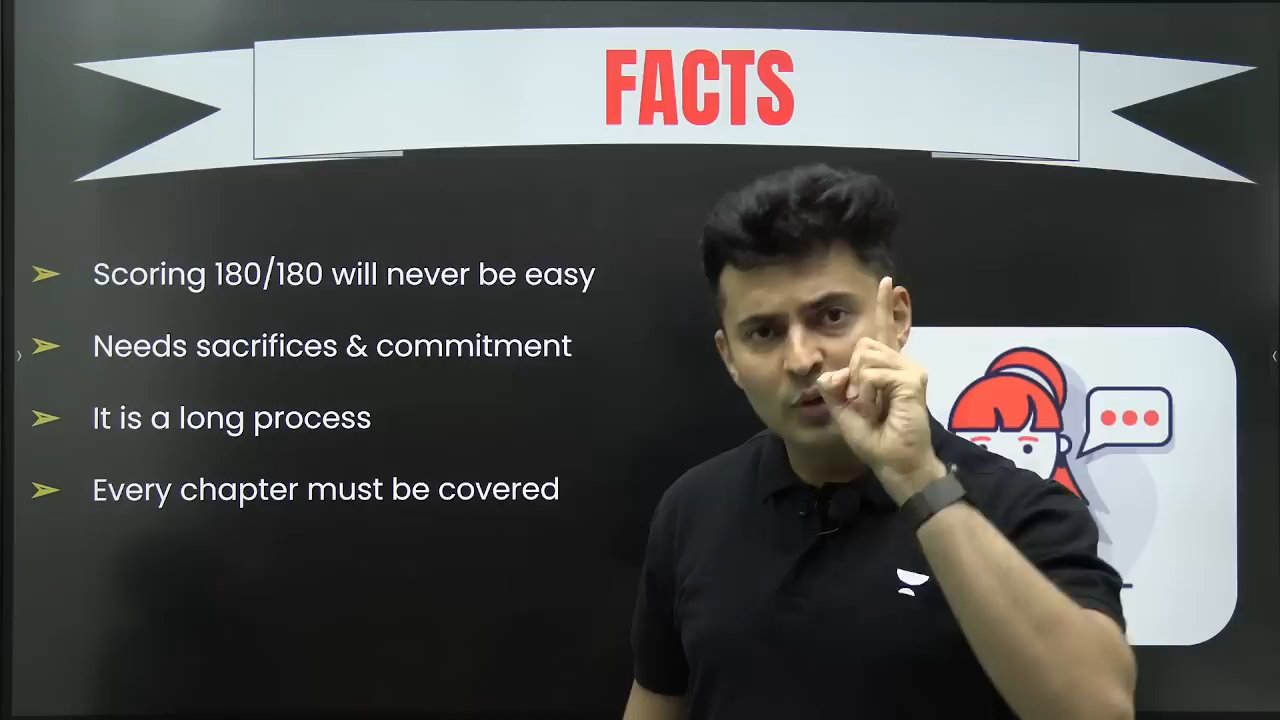 FACTS
Scoring 180/180 will never be easy
Needs sacrifices & commitment
It is a long process
Every chapter must be covered